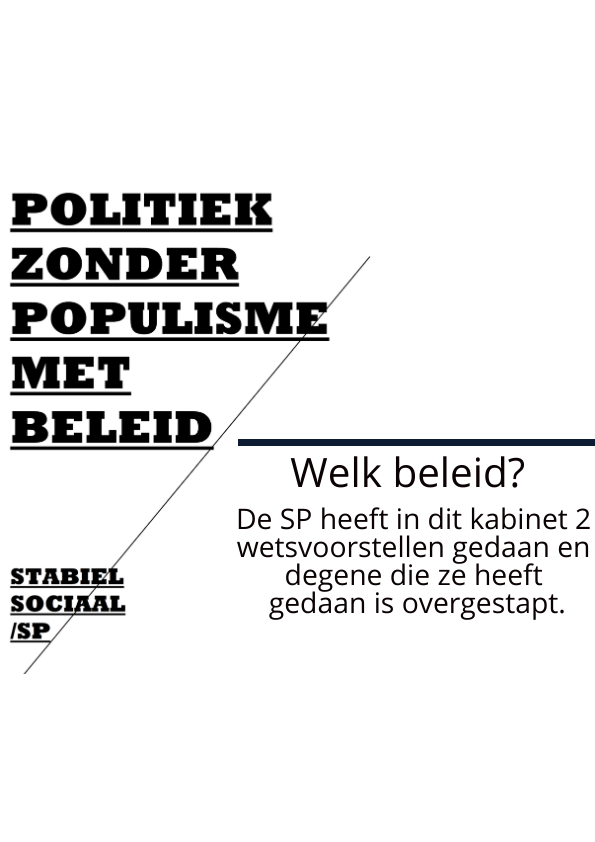 POLITIEK
ZONDER
POPULISME
MET
BELEID
Welk beleid?
De SP heeft in dit kabinet 2
wetsvoorstellen gedaan en
degene die ze heeft
gedaan is overgestapt.
STABIEL
SOCIAAL
/SP